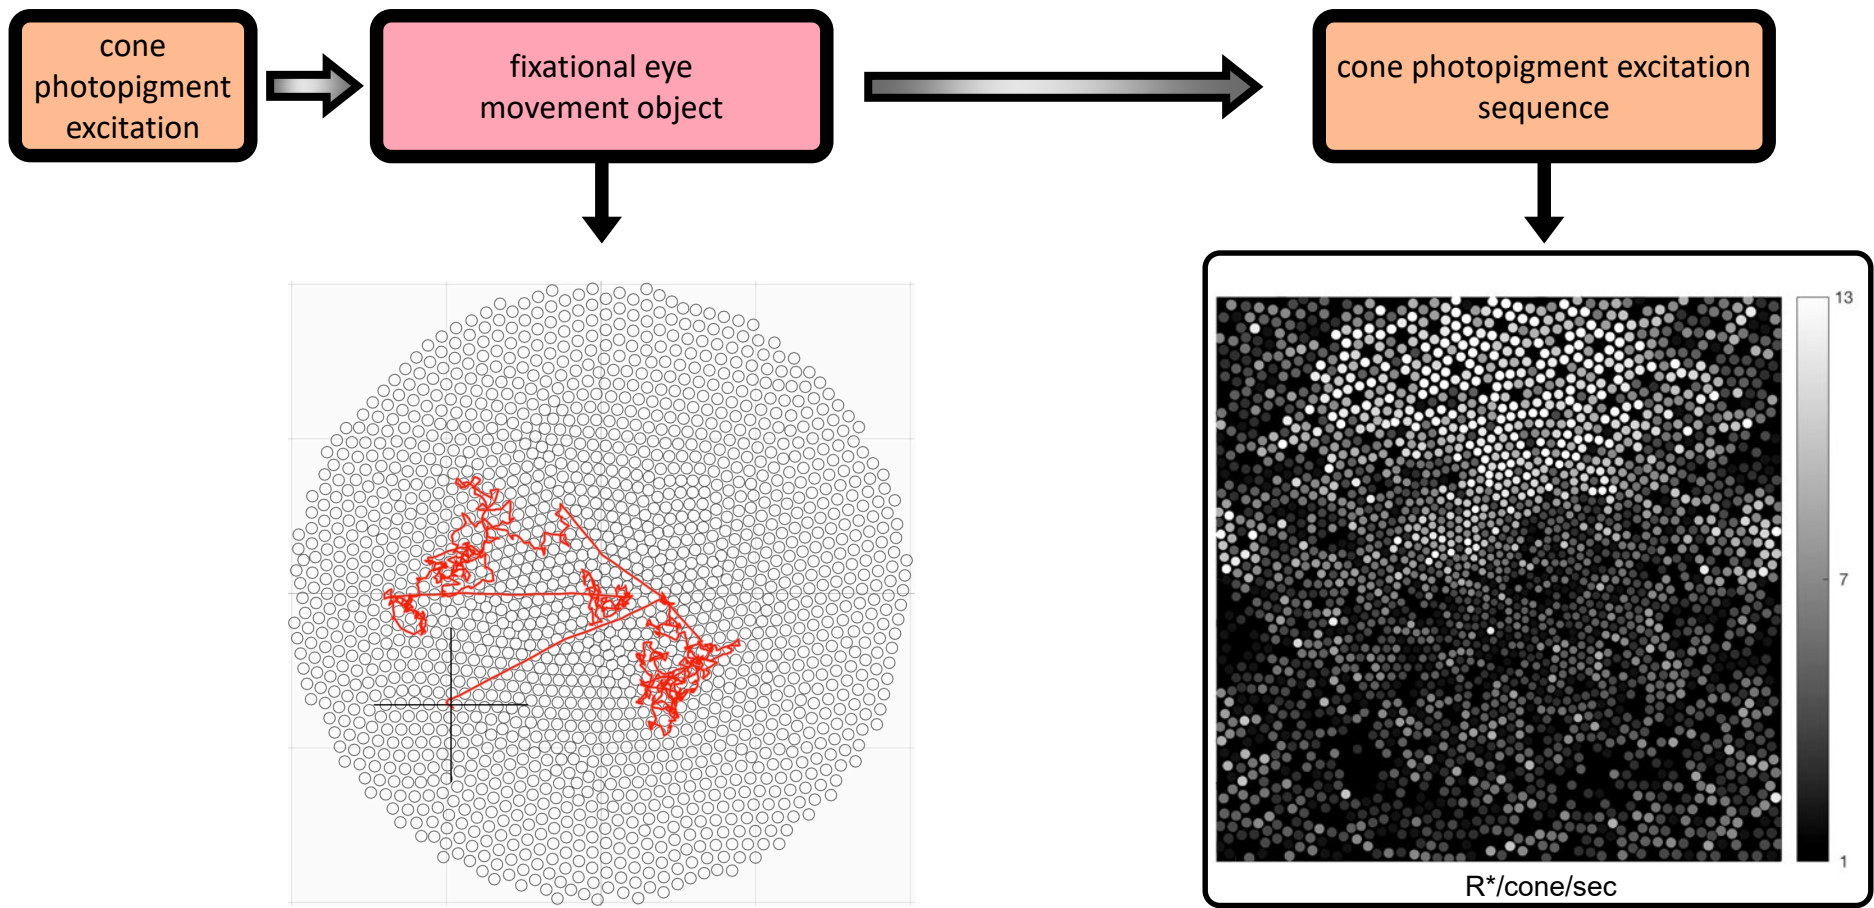 cone
photopigment
excitation
fixational eye
movement object
cone photopigment excitation
sequence
13
7
1
R*/cone/sec